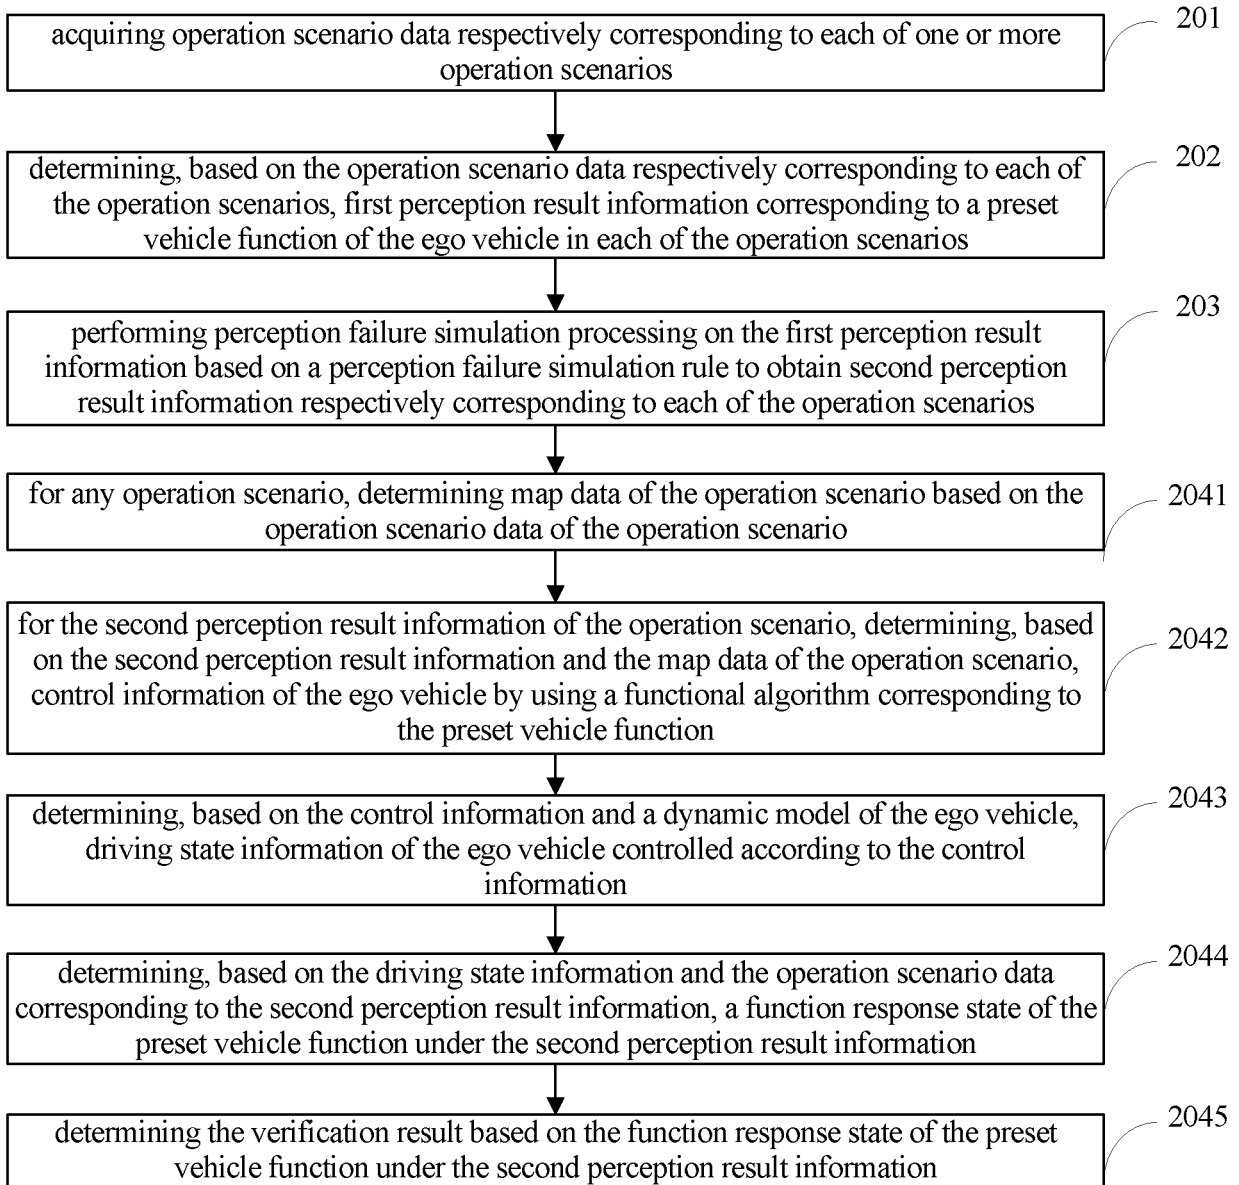 acquiring operation scenario data respectively corresponding to each of one or more
operation scenarios
201
determining, based on the operation scenario data respectively corresponding to each of
the operation scenarios, first perception result information corresponding to a preset
vehicle function of the ego vehicle in each of the operation scenarios
202
performing perception failure simulation processing on the first perception result
information based on a perception failure simulation rule to obtain second perception
result information respectively corresponding to each of the operation scenarios
203
for any operation scenario, determining map data of the operation scenario based on the
operation scenario data of the operation scenario
2041
for the second perception result information of the operation scenario, determining, based
on the second perception result information and the map data of the operation scenario,
control information of the ego vehicle by using a functional algorithm corresponding to
the preset vehicle function
2042
determining, based on the control information and a dynamic model of the ego vehicle,
driving state information of the ego vehicle controlled according to the control
information
2043
determining, based on the driving state information and the operation scenario data
corresponding to the second perception result information, a function response state of the
preset vehicle function under the second perception result information
2044
determining the verification result based on the function response state of the preset
vehicle function under the second perception result information
2045